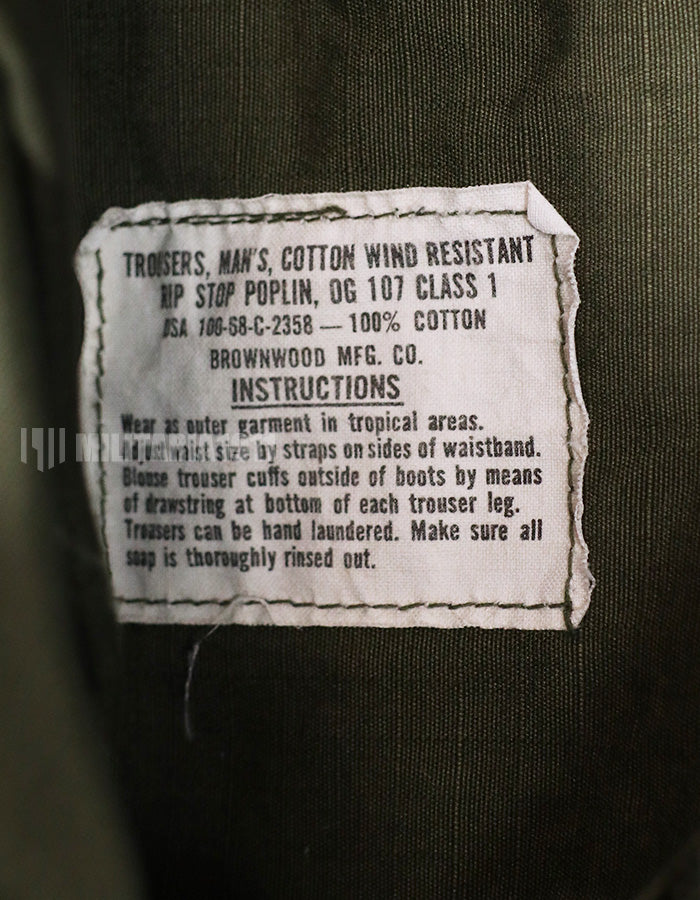 TROUSERS, MAN'S, COTTON WIND RESISTANT
RIP STOP POPLIN, OG 107 CLASS 1
DSA 100-68-C-2358 — 100% COTTON
BROWNWOOD MFG. CO.
INSTRUCTIONS
Wear as outer garment in tropical areas.
Adjust waist size by straps on sides of waistband.
Blouse trouser cuffs outside of boots by means
of drawstring at bottom of each trouser leg.
Trousers can be hand laundered. Make sure all
soap is thoroughly rinsed out.